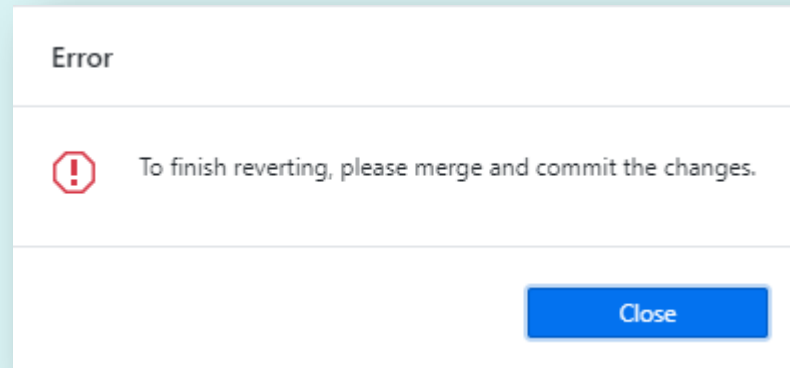 Error
To finish reverting, please merge and commit the changes.
Close